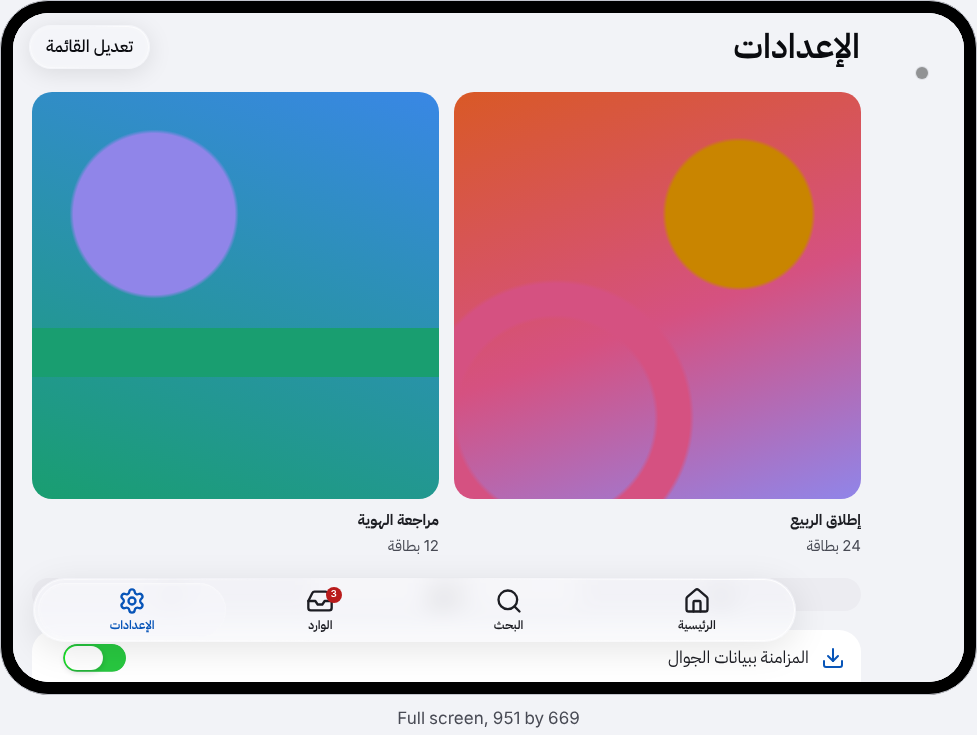 الإعدادات
تعديل القائمة
إطلاق الربيع
24 بطاقة
مراجعة الهوية
12 بطاقة
الرئيسية
البحث
3
الوارد
الإعدادات
المزامنة ببيانات الجوال
Full screen, 951 by 669